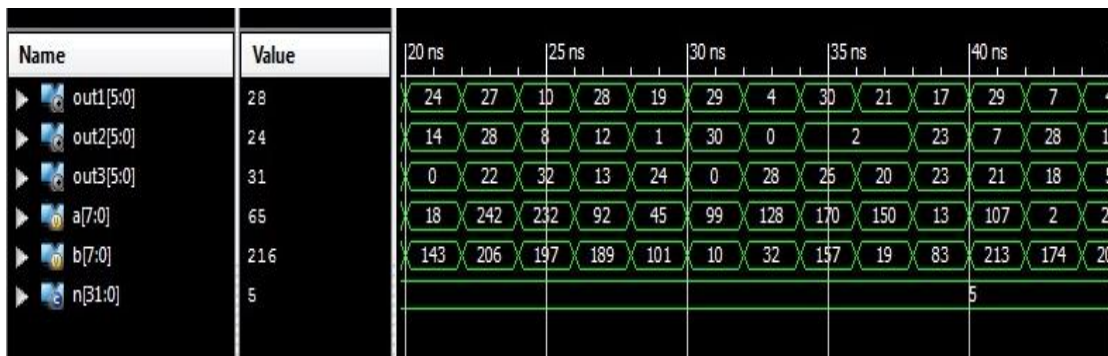 Name Value 20 ns 25 ns 30 ns 35 ns 40 ns
out1[5:0] 28 24 27 10 28 19 29 4 30 21 17 29 7
out2[5:0] 24 14 28 8 12 1 30 0 2 23 7 28 1
out3[5:0] 31 0 22 32 13 24 0 28 25 20 23 21 18
a[7:0] 65 18 242 232 92 45 99 128 170 150 13 107 2 2
b[7:0] 216 143 206 197 189 101 10 32 157 19 83 213 174 20
n[31:0] 5 5